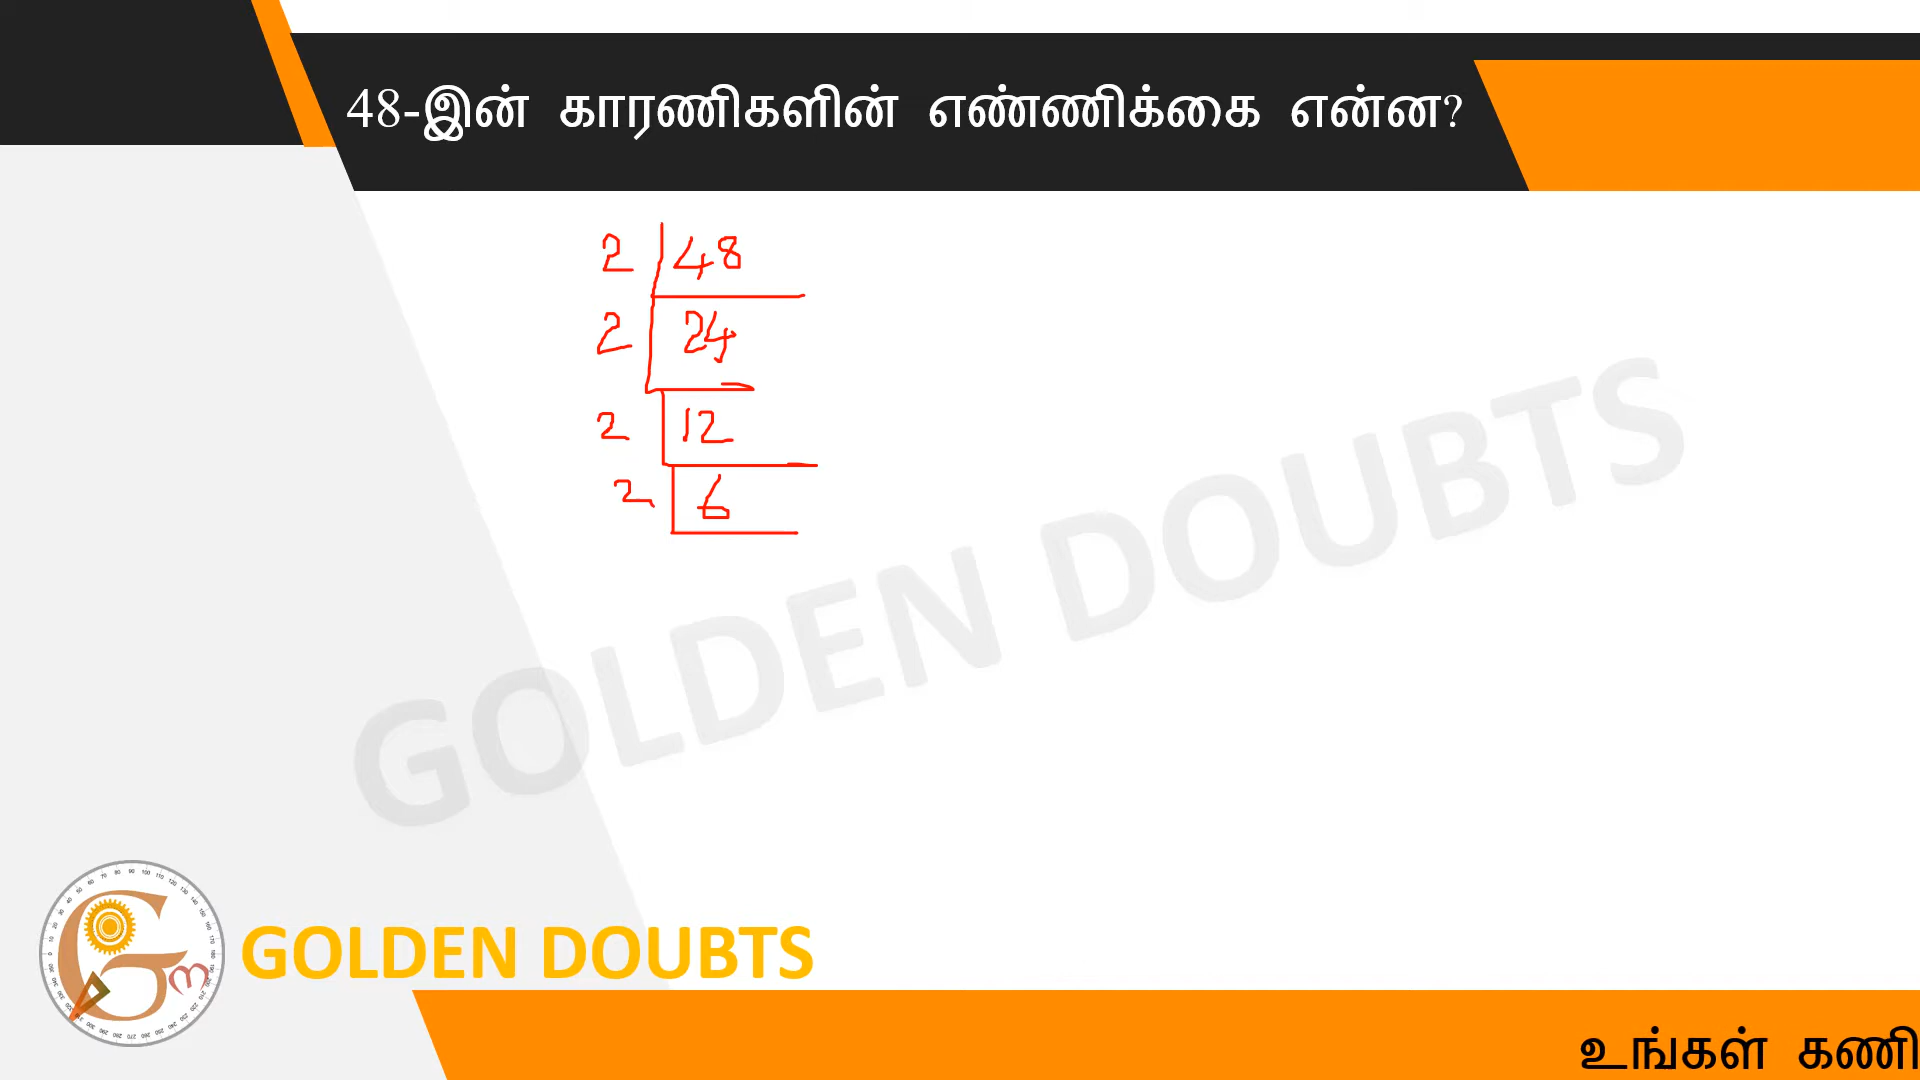 48-இன் காரணிகளின் எண்ணிக்கை என்ன?
2 48
2 24
2 12
2 6
GOLDEN DOUBTS
GOLDEN DOUBTS
உங்கள் கணி